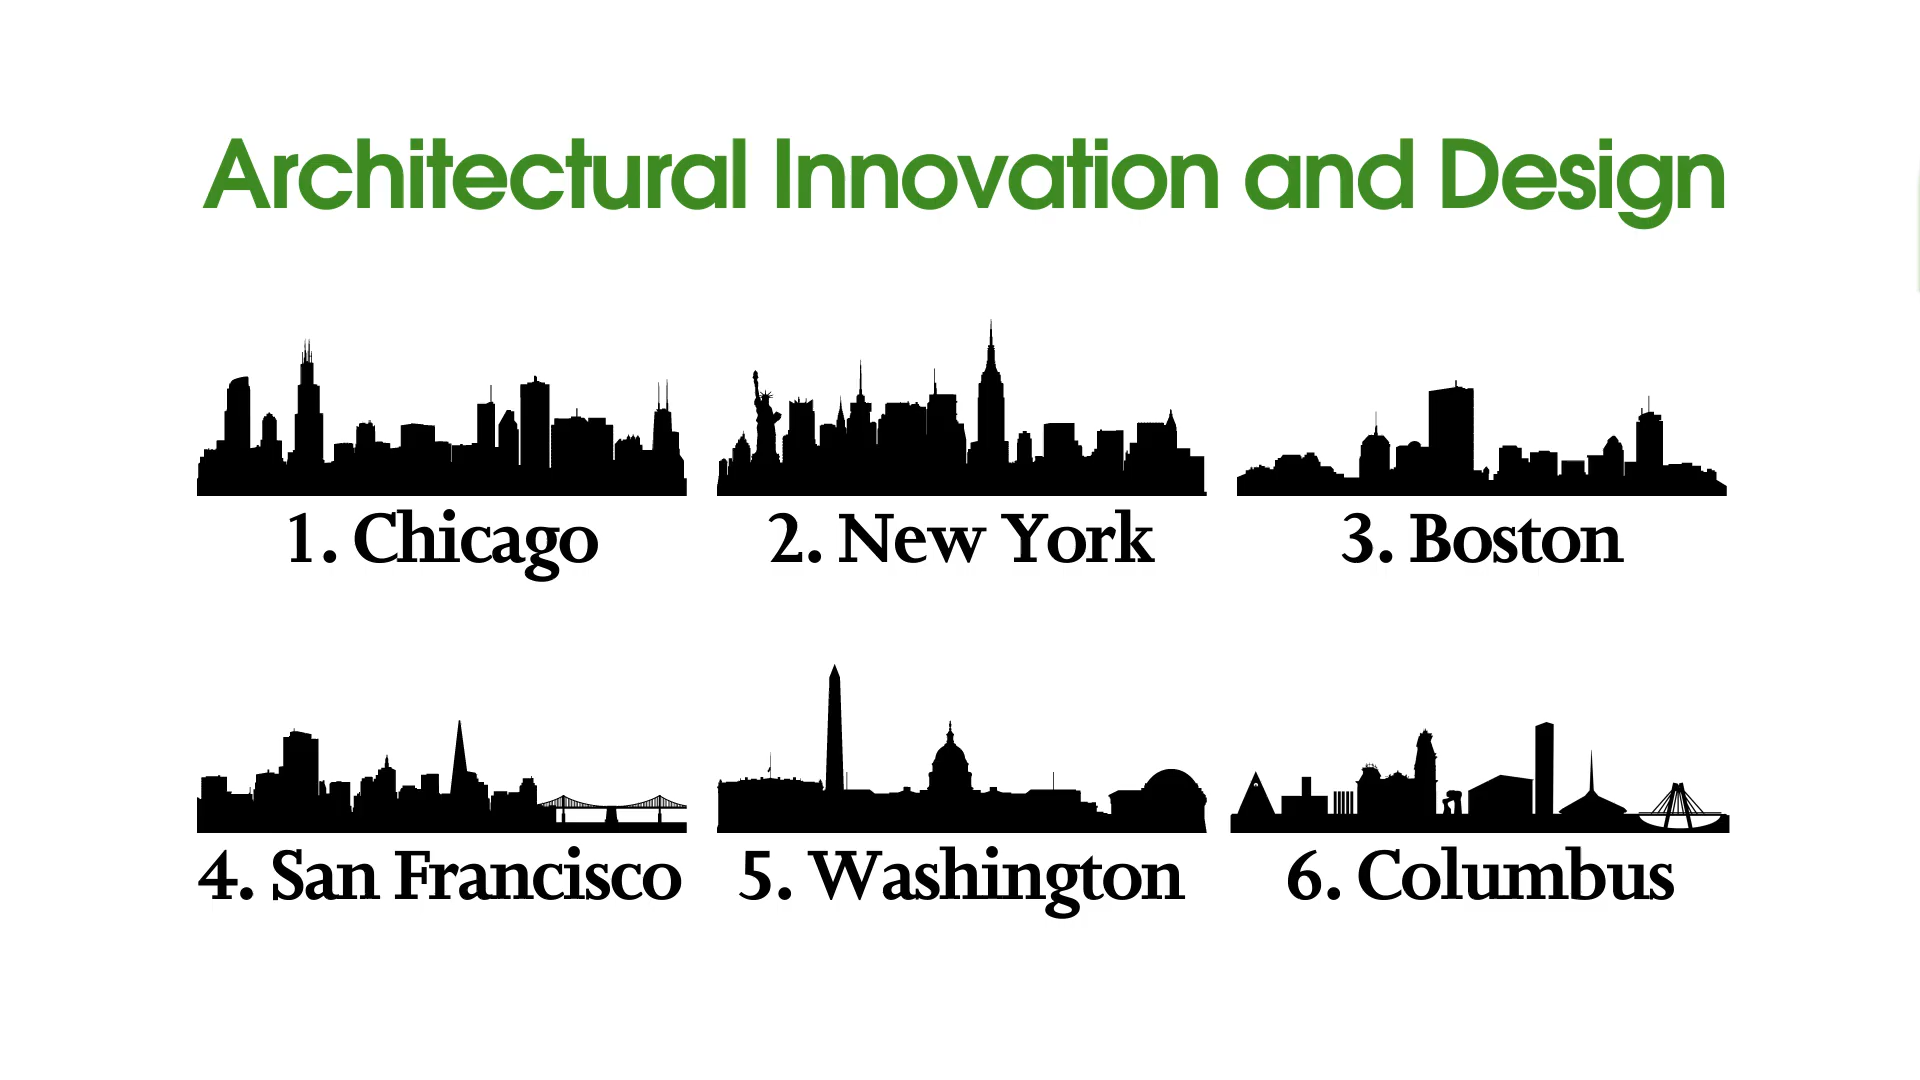 Architectural Innovation and Design
1. Chicago
2. New York
3. Boston
4. San Francisco
5. Washington
6. Columbus